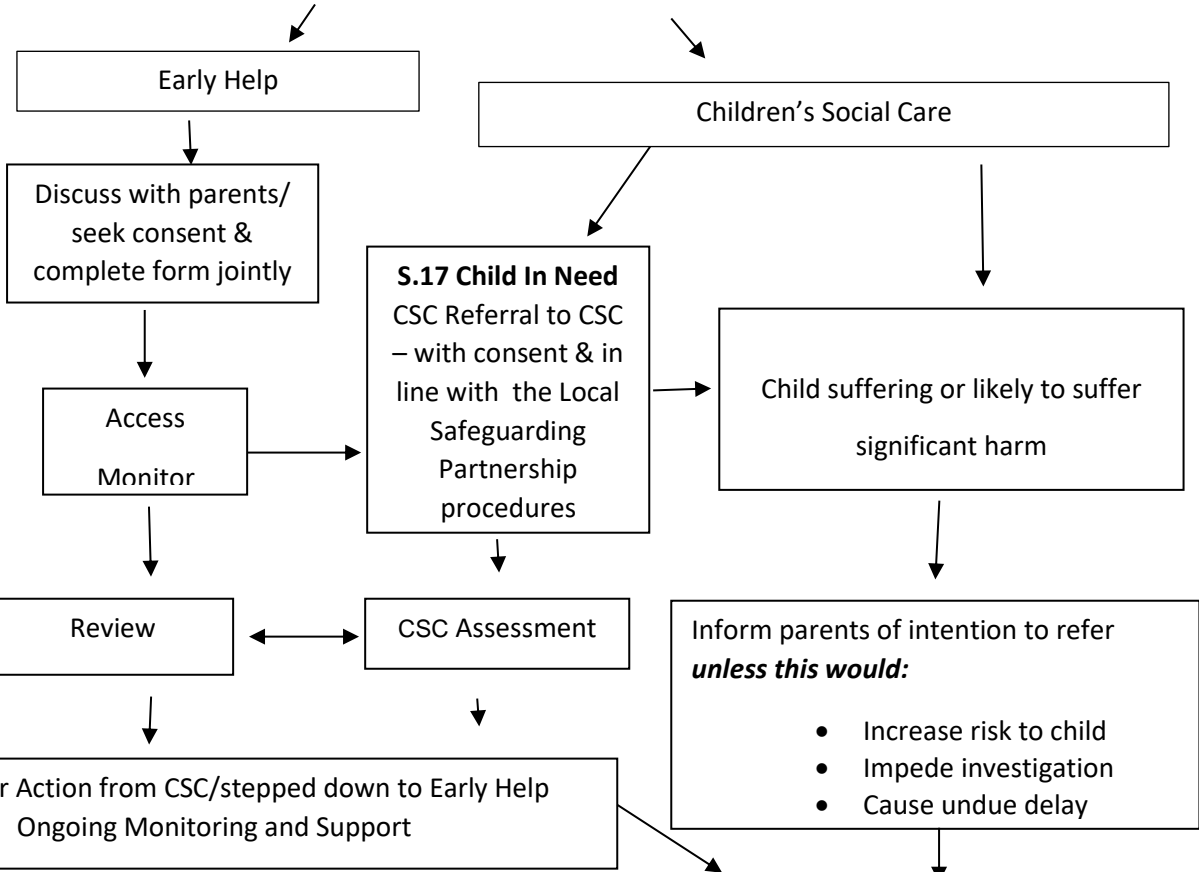 Early Help
Children’s Social Care
Discuss with parents/
seek consent &
complete form jointly
S.17 Child In Need
CSC Referral to CSC
– with consent & in
line with the Local
Safeguarding
Partnership
procedures
Child suffering or likely to suffer
significant harm
Access
Monitor
Review
CSC Assessment
Inform parents of intention to refer
unless this would:
• Increase risk to child
• Impede investigation
• Cause undue delay
Action from CSC/stepped down to Early Help
Ongoing Monitoring and Support